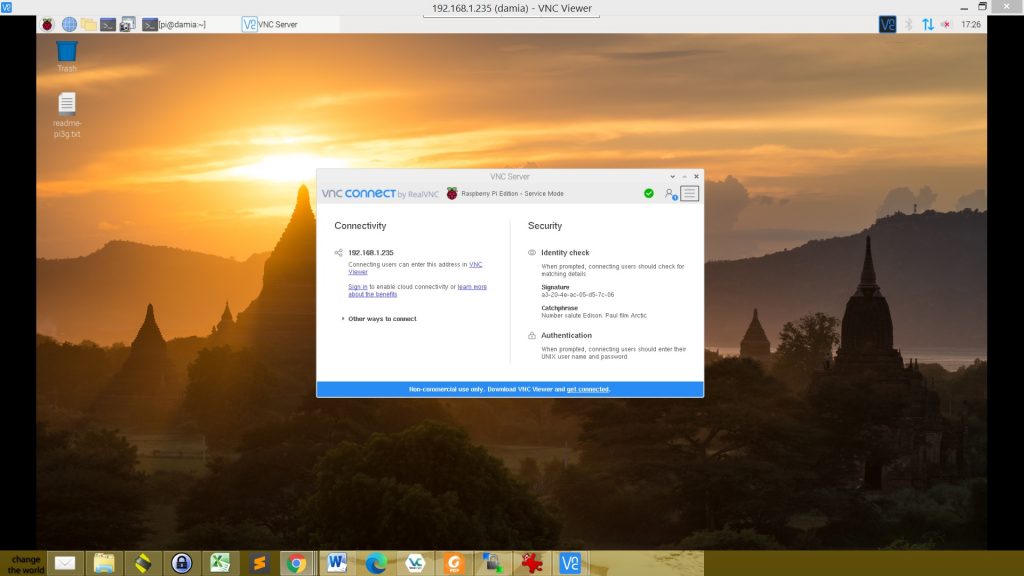 192.168.1.235 (damia) - VNC Viewer
[pi@damia:~]
VNC Server
17:26
Trash
readme-
pi3g.txt
VNC Server
VNC CONNECT by RealVNC
Raspberry Pi Edition - Service Mode
Connectivity
192.168.1.235
Connecting users can enter this address in VNC
Viewer
Sign in to enable cloud connectivity or learn more
about the benefits
Other ways to connect
Security
Identity check
When prompted, connecting users should check for
matching details
Signature
a3-20-4e-ac-05-d5-7c-06
Catchphrase
Number salute Edison. Paul film Arctic.
Authentication
When prompted, connecting users should enter their
UNIX user name and password.
Non-commercial use only. Download VNC Viewer and get connected.
change
the world